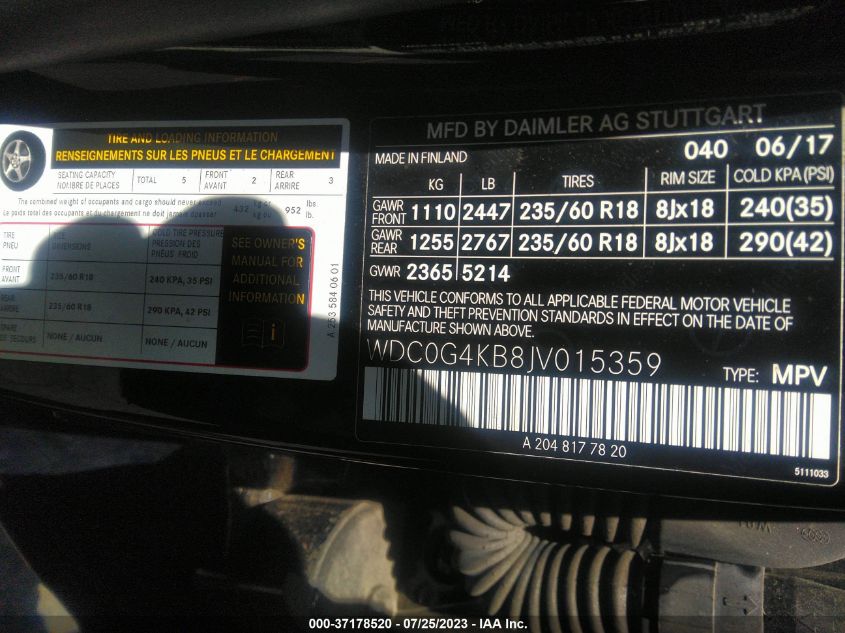 TIRE AND LOADING INFORMATION
RENSEIGNEMENTS SUR LES PNEUS ET LE CHARGEMENT
SEATING CAPACITY
NOMBRE DE PLACES
TOTAL 5
FRONT
AVANT 2
REAR
ARRIÈRE 3
The combined weight of occupants and cargo should never exceed
Le poids total des occupants et du chargement ne doit jamais dépasser
432 kg or
kg ou
952 lbs.
lb.
TIRE
PNEU
DIMENSIONS
COLD TIRE PRESSURE
PRESSION DES
PNEUS FROID
FRONT
AVANT
235/60 R18
240 KPA, 35 PSI
REAR
ARRIÈRE
235/60 R18
290 KPA, 42 PSI
SPARE
DE SECOURS
NONE / AUCUN
NONE / AUCUN
SEE OWNER'S
MANUAL FOR
ADDITIONAL
INFORMATION
A 253 584 06 01
MFD BY DAIMLER AG STUTTGART
MADE IN FINLAND 040 06/17
KG LB TIRES RIM SIZE COLD KPA (PSI)
GAWR
FRONT 1110 2447 235/60 R18 8Jx18 240(35)
GAWR
REAR 1255 2767 235/60 R18 8Jx18 290(42)
GVWR 2365 5214
THIS VEHICLE CONFORMS TO ALL APPLICABLE FEDERAL MOTOR VEHICLE
SAFETY AND THEFT PREVENTION STANDARDS IN EFFECT ON THE DATE OF
MANUFACTURE SHOWN ABOVE.
WDC0G4KB8JV015359
TYPE: MPV
A 204 817 78 20
5111033
000-37178520 - 07/25/2023 - IAA Inc.